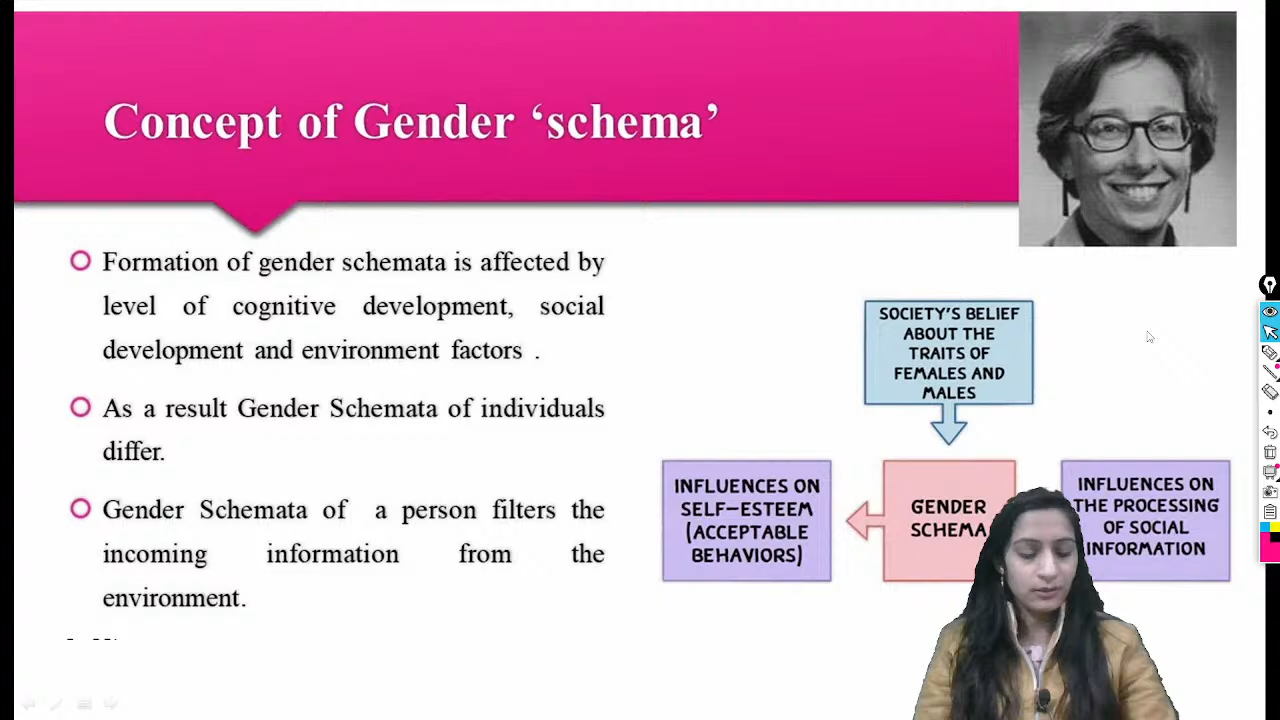 Concept of Gender ‘schema’
Formation of gender schemata is affected by
level of cognitive development, social
development and environment factors .
As a result Gender Schemata of individuals
differ.
Gender Schemata of a person filters the
incoming information from the
environment.
SOCIETY'S BELIEF
ABOUT THE
TRAITS OF
FEMALES AND
MALES
INFLUENCES ON
SELF-ESTEEM
(ACCEPTABLE
BEHAVIORS)
GENDER
SCHEMA
INFLUENCES ON
THE PROCESSING
OF SOCIAL
INFORMATION